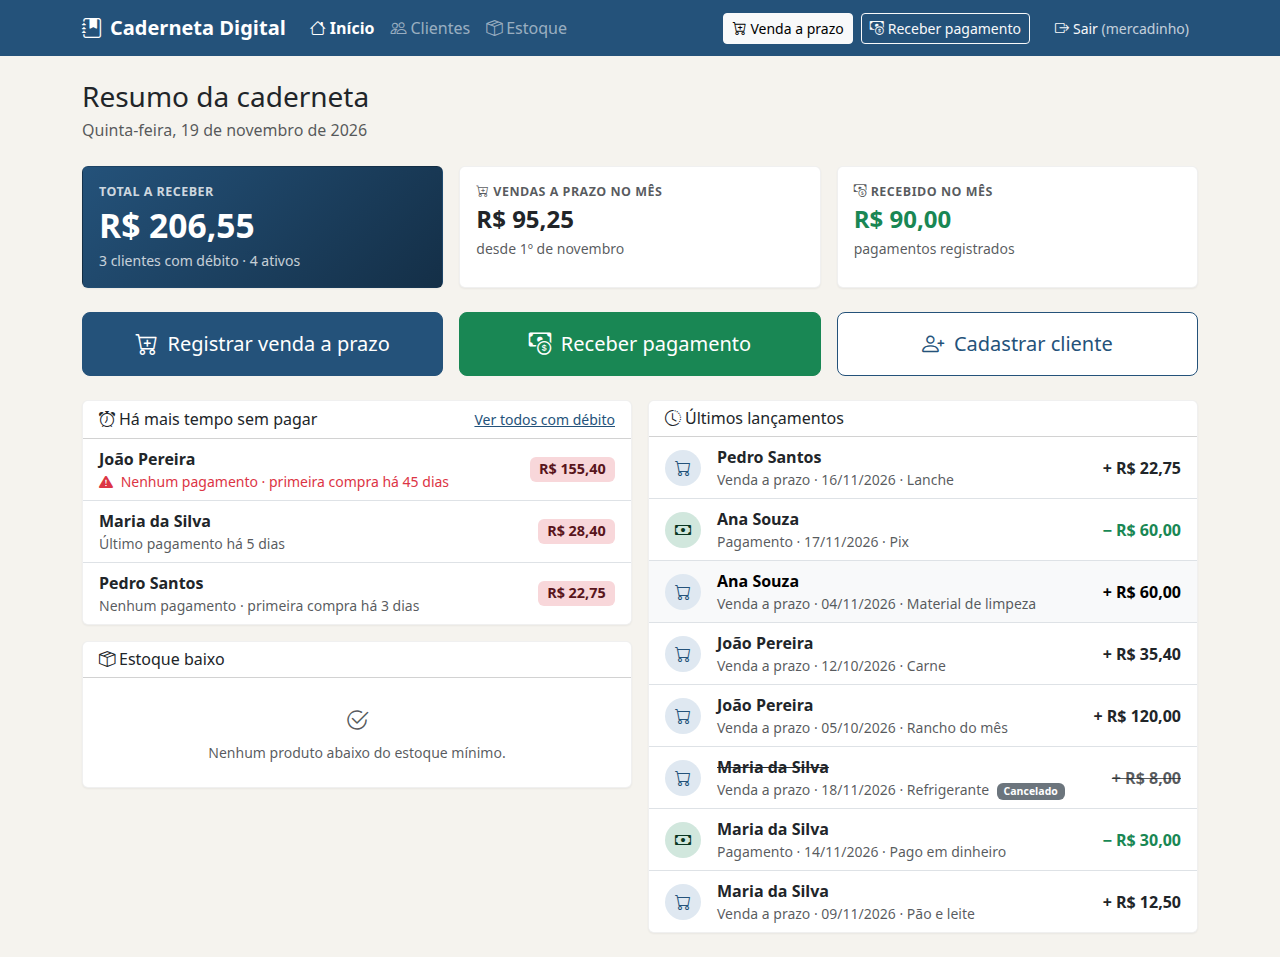 Caderneta Digital
Início
Clientes
Estoque
Venda a prazo
Receber pagamento
Sair (mercadinho)
Resumo da caderneta
Quinta-feira, 19 de novembro de 2026
TOTAL A RECEBER
R$ 206,55
3 clientes com débito · 4 ativos
VENDAS A PRAZO NO MÊS
R$ 95,25
desde 1º de novembro
RECEBIDO NO MÊS
R$ 90,00
pagamentos registrados
Registrar venda a prazo
Receber pagamento
Cadastrar cliente
Há mais tempo sem pagar
Ver todos com débito
João Pereira
Nenhum pagamento · primeira compra há 45 dias
R$ 155,40
Maria da Silva
Último pagamento há 5 dias
R$ 28,40
Pedro Santos
Nenhum pagamento · primeira compra há 3 dias
R$ 22,75
Estoque baixo
Nenhum produto abaixo do estoque mínimo.
Últimos lançamentos
Pedro Santos
Venda a prazo · 16/11/2026 · Lanche
+ R$ 22,75
Ana Souza
Pagamento · 17/11/2026 · Pix
− R$ 60,00
Ana Souza
Venda a prazo · 04/11/2026 · Material de limpeza
+ R$ 60,00
João Pereira
Venda a prazo · 12/10/2026 · Carne
+ R$ 35,40
João Pereira
Venda a prazo · 05/10/2026 · Rancho do mês
+ R$ 120,00
Maria da Silva
Venda a prazo · 18/11/2026 · Refrigerante Cancelado
+ R$ 8,00
Maria da Silva
Pagamento · 14/11/2026 · Pago em dinheiro
− R$ 30,00
Maria da Silva
Venda a prazo · 09/11/2026 · Pão e leite
+ R$ 12,50